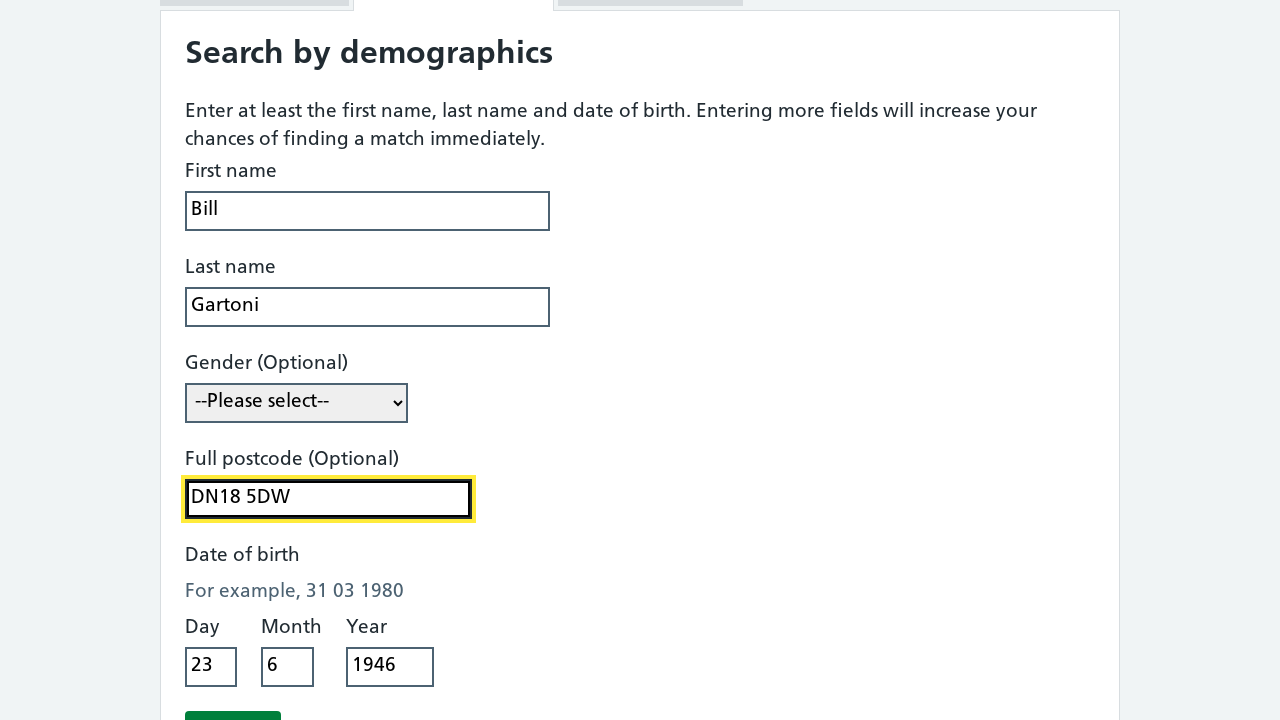 Search by demographics
Enter at least the first name, last name and date of birth. Entering more fields will increase your
chances of finding a match immediately.
First name
Bill
Last name
Gartoni
Gender (Optional)
--Please select--
Full postcode (Optional)
DN18 5DW
Date of birth
For example, 31 03 1980
Day Month Year
23 6 1946